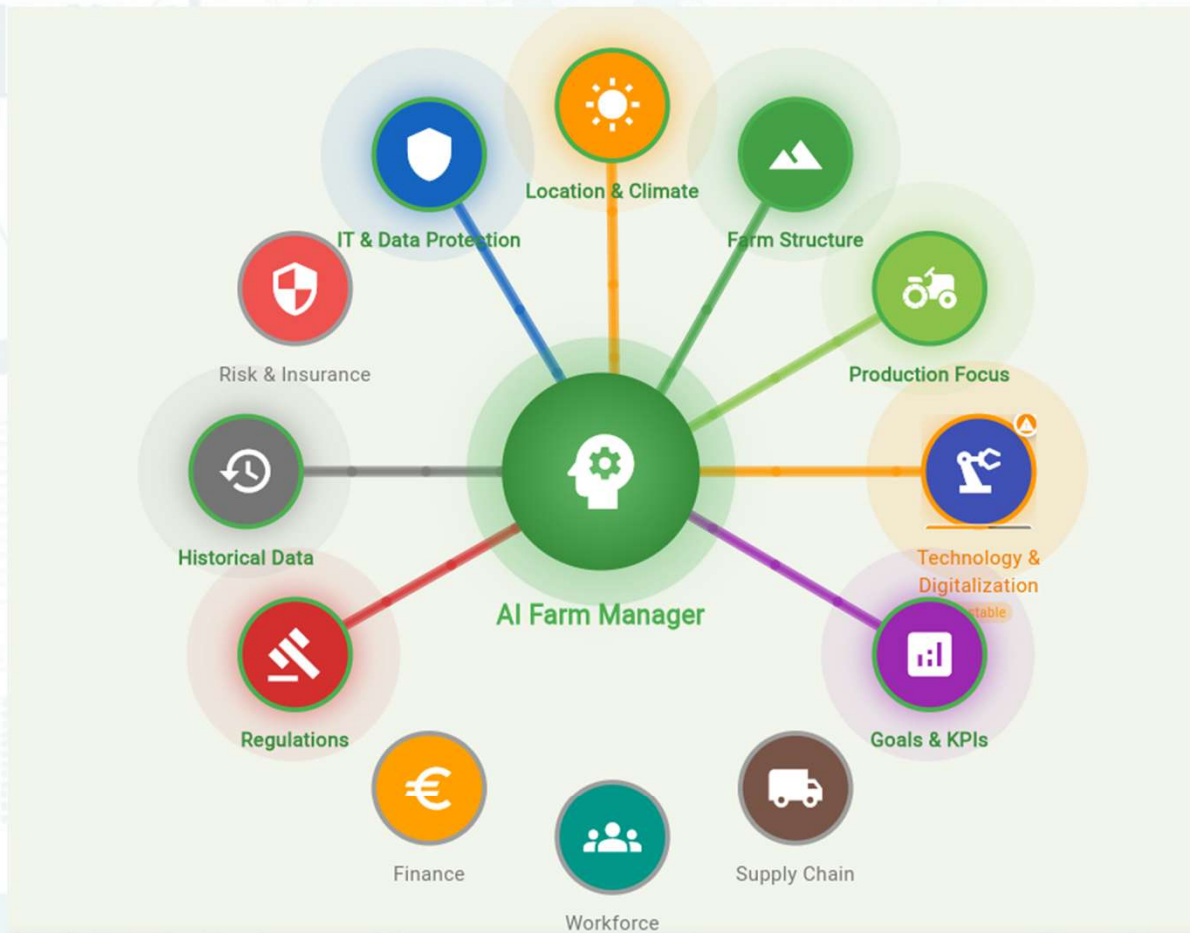 Location & Climate
IT & Data Protection
Farm Structure
Risk & Insurance
Production Focus
Historical Data
Technology &
Digitalization
stable
AI Farm Manager
Regulations
Goals & KPIs
Finance
Supply Chain
Workforce